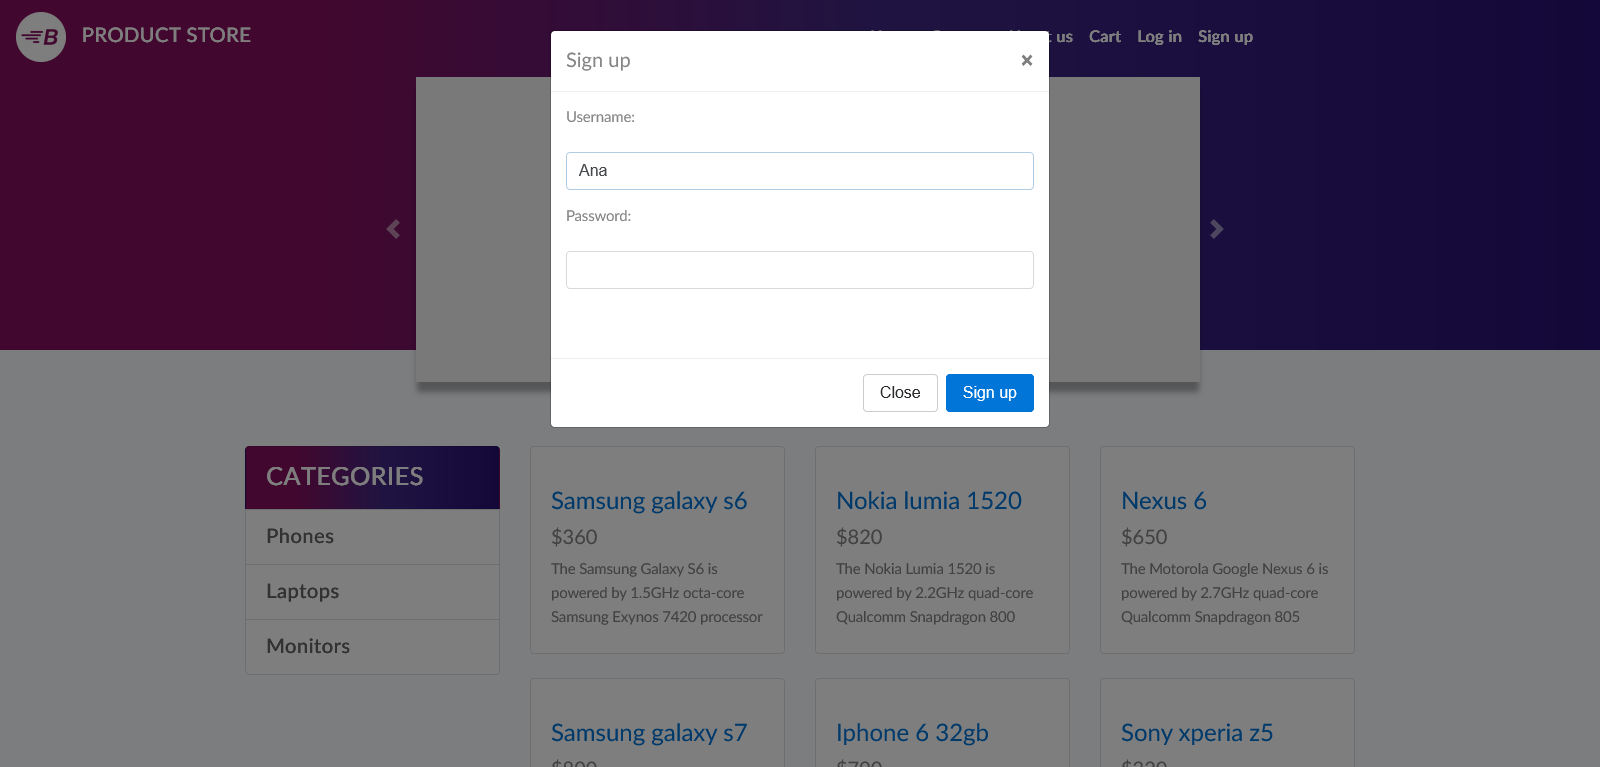 B
PRODUCT STORE
us
Cart
Log in
Sign up
Sign up
×
Username:
Ana
Password:
Close
Sign up
CATEGORIES
Phones
Laptops
Monitors
Samsung galaxy s6
$360
The Samsung Galaxy S6 is
powered by 1.5GHz octa-core
Samsung Exynos 7420 processor
Nokia lumia 1520
$820
The Nokia Lumia 1520 is
powered by 2.2GHz quad-core
Qualcomm Snapdragon 800
Nexus 6
$650
The Motorola Google Nexus 6 is
powered by 2.7GHz quad-core
Qualcomm Snapdragon 805
Samsung galaxy s7
Iphone 6 32gb
Sony xperia z5